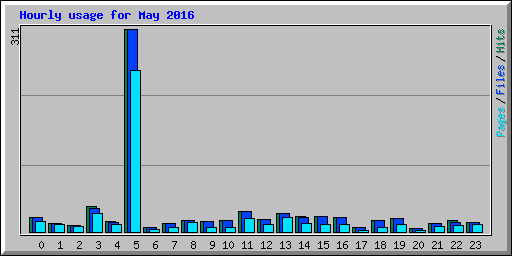 Hourly usage for May 2016
311
Pages/Files/Hits
0 1 2 3 4 5 6 7 8 9 10 11 12 13 14 15 16 17 18 19 20 21 22 23